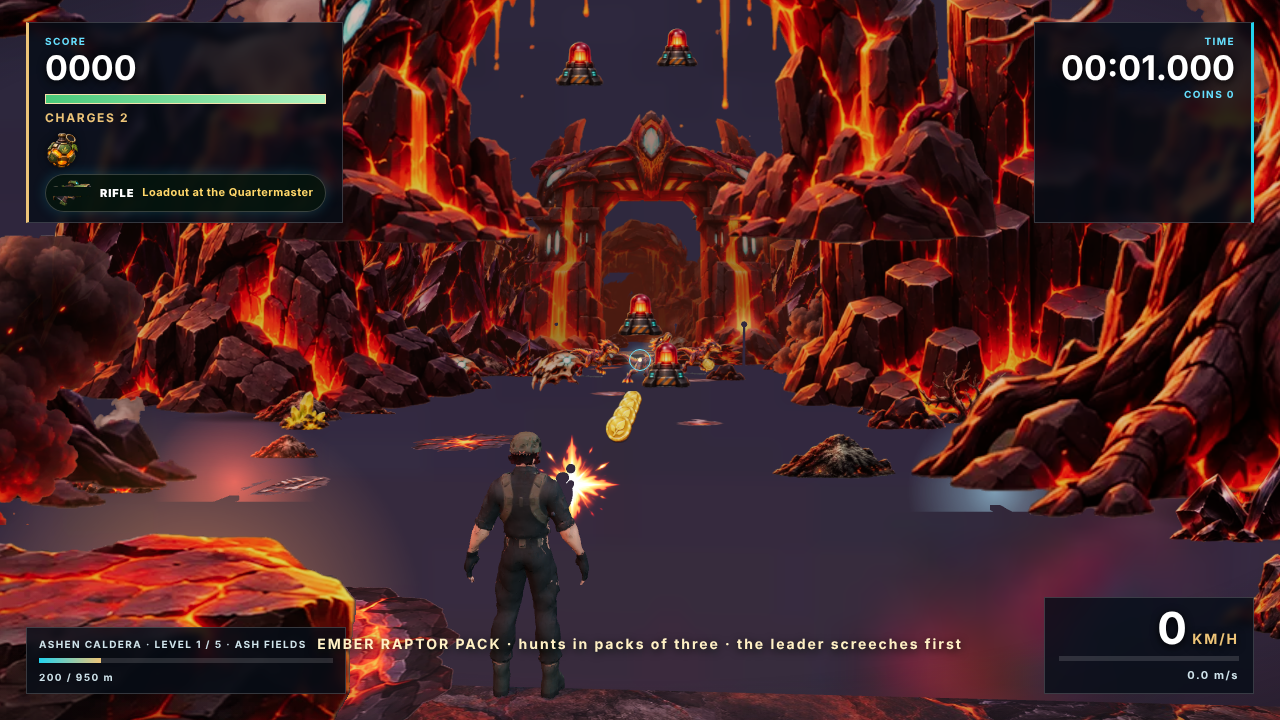 SCORE
0000
CHARGES 2
RIFLE Loadout at the Quartermaster
TIME
00:01.000
COINS 0
ASHEN CALDERA · LEVEL 1 / 5 · ASH FIELDS
200 / 950 m
EMBER RAPTOR PACK · hunts in packs of three · the leader screeches first
0 KM/H
0.0 m/s